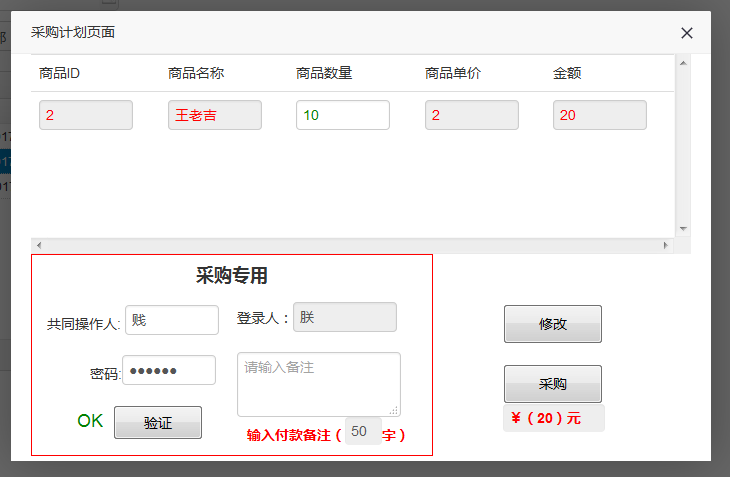 采购计划页面
商品ID 商品名称 商品数量 商品单价 金额
2 王老吉 10 2 20
采购专用
共同操作人: 贱 登录人： 朕
修改
密码: ●●●●●● 请输入备注
采购
OK 验证
￥（20）元
输入付款备注（ 50 字）